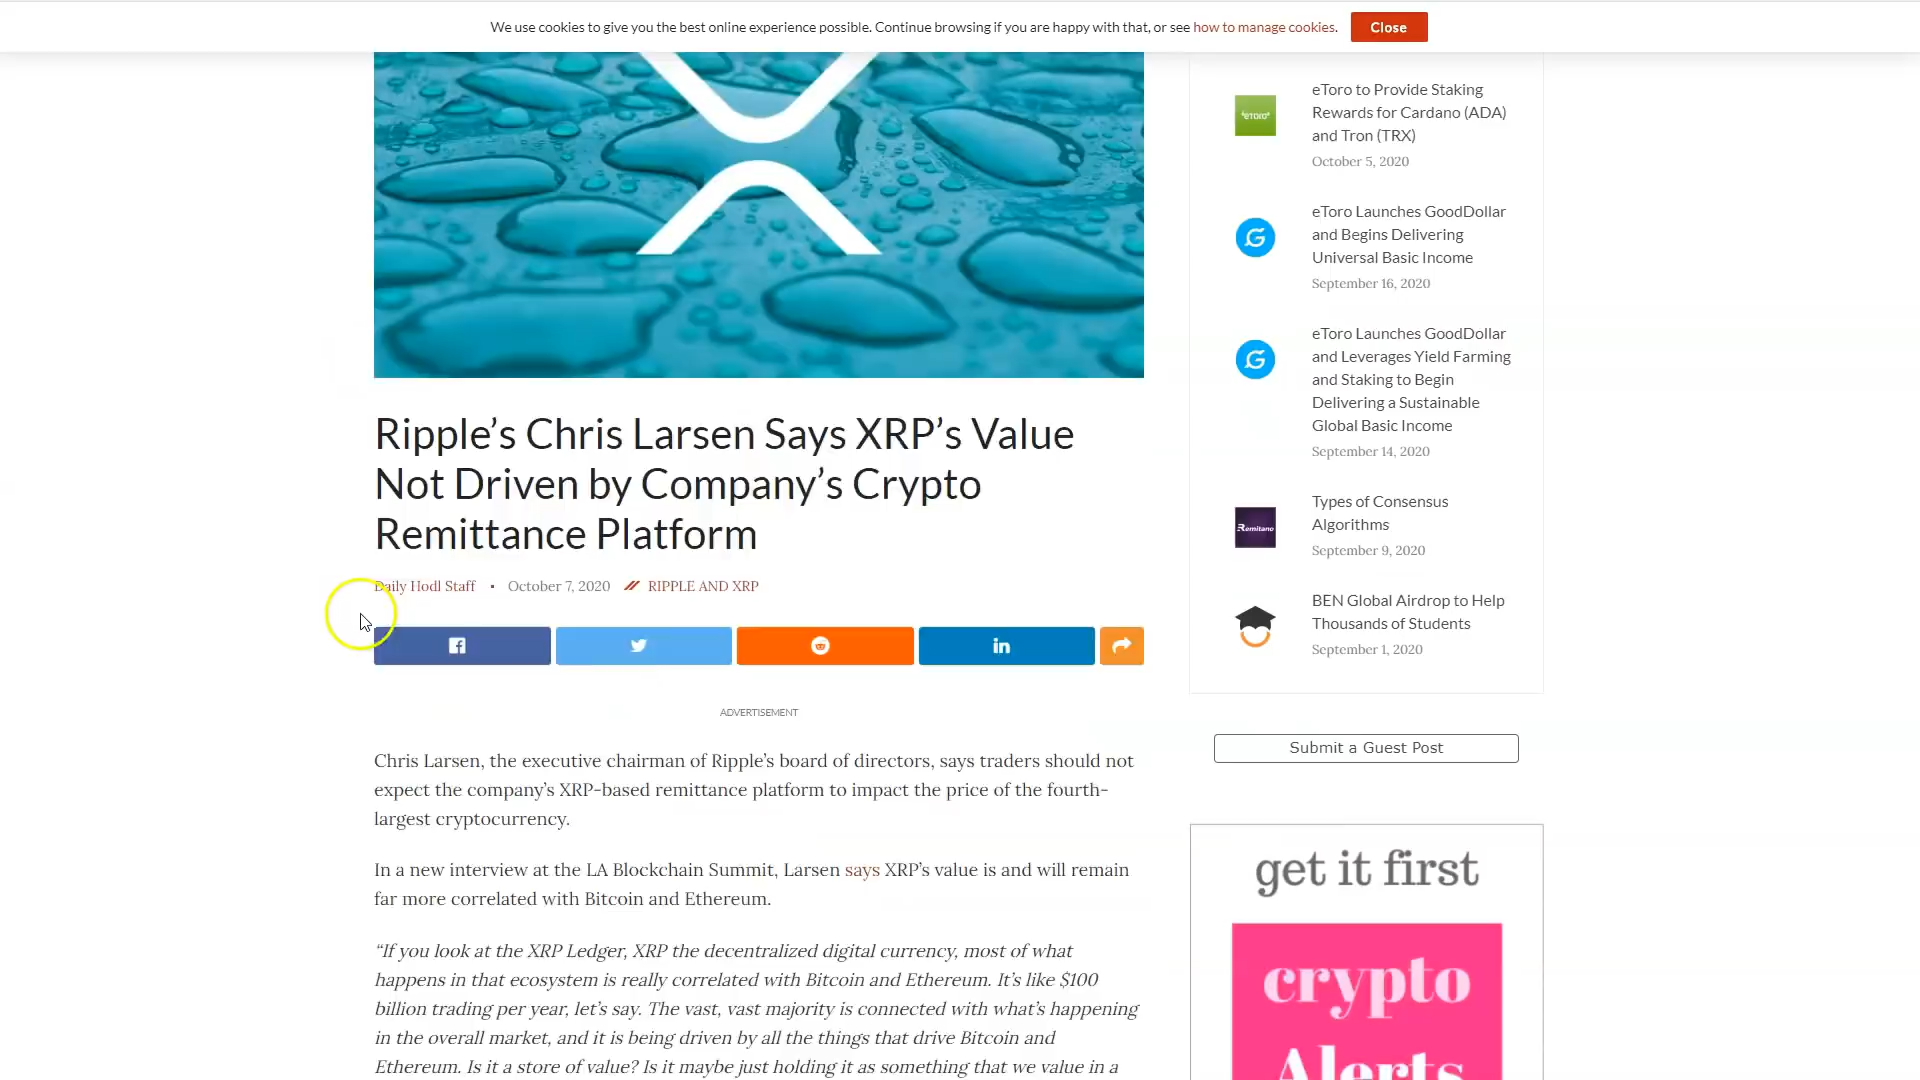 We use cookies to give you the best online experience possible. Continue browsing if you are happy with that, or see how to manage cookies.
Close
Ripple’s Chris Larsen Says XRP’s Value
Not Driven by Company’s Crypto
Remittance Platform
Daily Hodl Staff • October 7, 2020 RIPPLE AND XRP
ADVERTISEMENT
Chris Larsen, the executive chairman of Ripple’s board of directors, says traders should not
expect the company’s XRP-based remittance platform to impact the price of the fourth-
largest cryptocurrency.
In a new interview at the LA Blockchain Summit, Larsen says XRP’s value is and will remain
far more correlated with Bitcoin and Ethereum.
“If you look at the XRP Ledger, XRP the decentralized digital currency, most of what
happens in that ecosystem is really correlated with Bitcoin and Ethereum. It’s like $100
billion trading per year, let’s say. The vast, vast majority is connected with what’s happening
in the overall market, and it is being driven by all the things that drive Bitcoin and
Ethereum. Is it a store of value? Is it maybe just holding it as something that we value in a
eToro
eToro to Provide Staking
Rewards for Cardano (ADA)
and Tron (TRX)
October 5, 2020
eToro Launches GoodDollar
and Begins Delivering
Universal Basic Income
September 16, 2020
eToro Launches GoodDollar
and Leverages Yield Farming
and Staking to Begin
Delivering a Sustainable
Global Basic Income
September 14, 2020
Remitano
Types of Consensus
Algorithms
September 9, 2020
BEN Global Airdrop to Help
Thousands of Students
September 1, 2020
Submit a Guest Post
get it first
crypto
Alerts